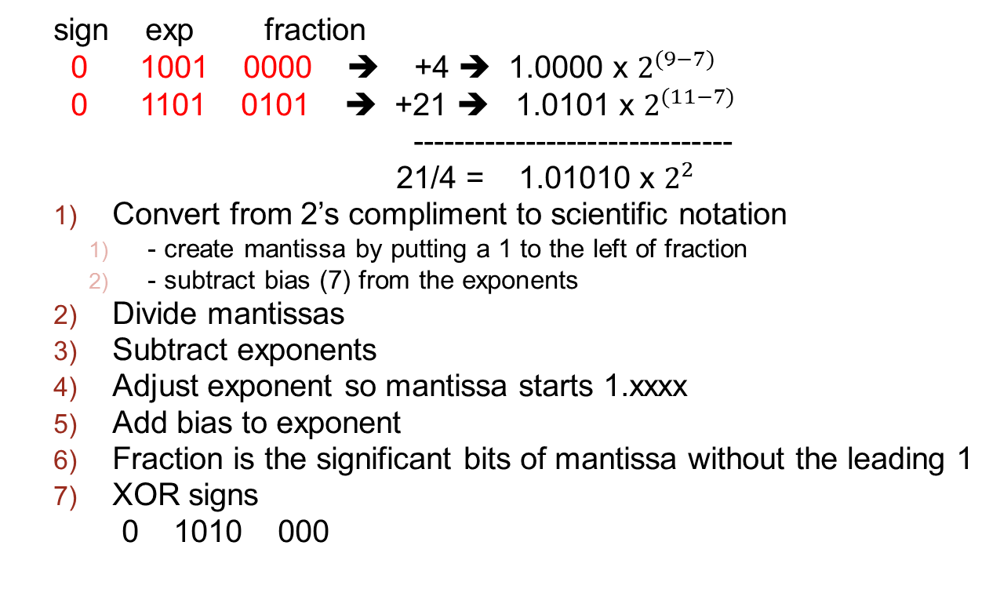 sign exp fraction
0 1001 0000 ➔ +4 ➔ 1.0000 x 2^(9−7)
0 1101 0101 ➔ +21 ➔ 1.0101 x 2^(11−7)
-------------------------------
21/4 = 1.01010 x 2^2
1) Convert from 2’s compliment to scientific notation
1) - create mantissa by putting a 1 to the left of fraction
2) - subtract bias (7) from the exponents
2) Divide mantissas
3) Subtract exponents
4) Adjust exponent so mantissa starts 1.xxxx
5) Add bias to exponent
6) Fraction is the significant bits of mantissa without the leading 1
7) XOR signs
0 1010 000